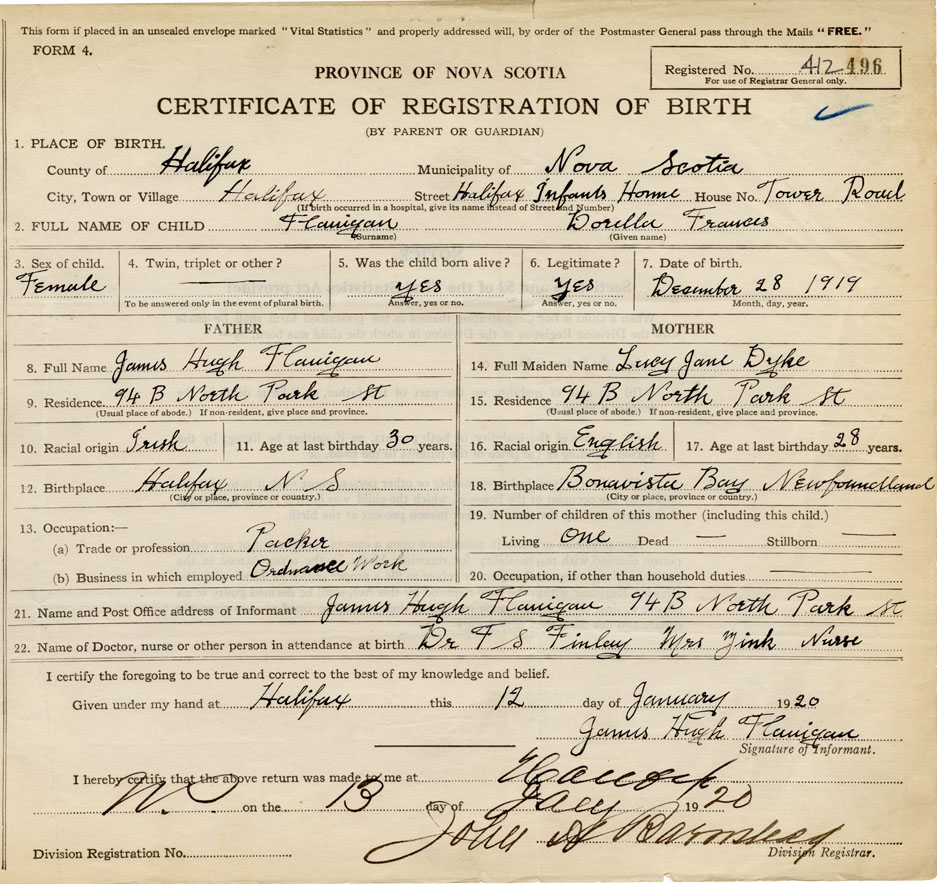 This form if placed in an unsealed envelope marked "Vital Statistics" and properly addressed will, by order of the Postmaster General pass through the Mails "FREE."
FORM 4.
PROVINCE OF NOVA SCOTIA
Registered No. 412 496
For use of Registrar General only.
CERTIFICATE OF REGISTRATION OF BIRTH
(BY PARENT OR GUARDIAN)
1. PLACE OF BIRTH.
County of Halifax Municipality of Nova Scotia
City, Town or Village Halifax Street Halifax Infants Home House No. Tower Road
(If birth occurred in a hospital, give its name instead of Street and Number)
2. FULL NAME OF CHILD Flanigan Dorella Frances
(Surname) (Given name)
3. Sex of child. 4. Twin, triplet or other? 5. Was the child born alive? 6. Legitimate? 7. Date of birth.
Female — yes Yes December 28 1919
To be answered only in the event of plural birth. Answer, yes or no. Answer, yes or no. Month, day, year.
FATHER MOTHER
8. Full Name James Hugh Flanigan 14. Full Maiden Name Lucy Jane Dyke
9. Residence. 94 B North Park St 15. Residence 94 B North Park St
(Usual place of abode.) If non-resident, give place and province. (Usual place of abode.) If non-resident, give place and province.
10. Racial origin Irish 11. Age at last birthday 30 years. 16. Racial origin English 17. Age at last birthday 28 years.
12. Birthplace Halifax N S 18. Birthplace Bonavista Bay Newfoundland
(City or place, province or country.) (City or place, province or country.)
13. Occupation:— 19. Number of children of this mother (including this child.)
(a) Trade or profession Packer Living One Dead — Stillborn —
(b) Business in which employed Ordnance Work 20. Occupation, if other than household duties —
21. Name and Post Office address of Informant James Hugh Flanigan 94 B North Park St
22. Name of Doctor, nurse or other person in attendance at birth Dr F S Finlay Mrs Zink Nurse
I certify the foregoing to be true and correct to the best of my knowledge and belief.
Given under my hand at Halifax this 12 day of January 1920
James Hugh Flanigan
Signature of Informant.
I hereby certify that the above return was made to me at
N.S. on the 13 day of Jany 1920
John A
Division Registration No. Division Registrar.